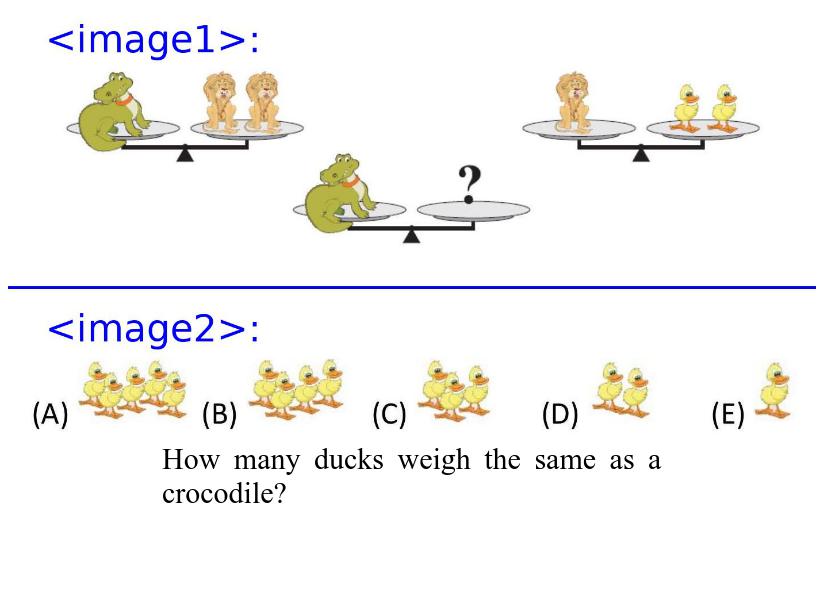 <image1>:
?
<image2>:
(A) (B) (C) (D) (E)
How many ducks weigh the same as a
crocodile?